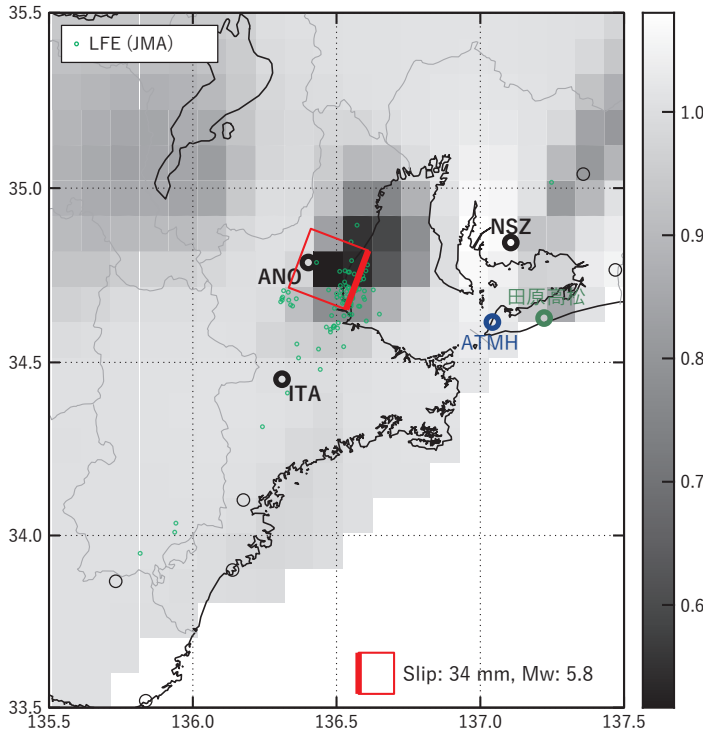 35.5
LFE (JMA)
1.0
35.0
NSZ
0.9
ANO
田原高松
ATMH
34.5
0.8
ITA
0.7
34.0
0.6
Slip: 34 mm, Mw: 5.8
33.5
135.5 136.0 136.5 137.0 137.5